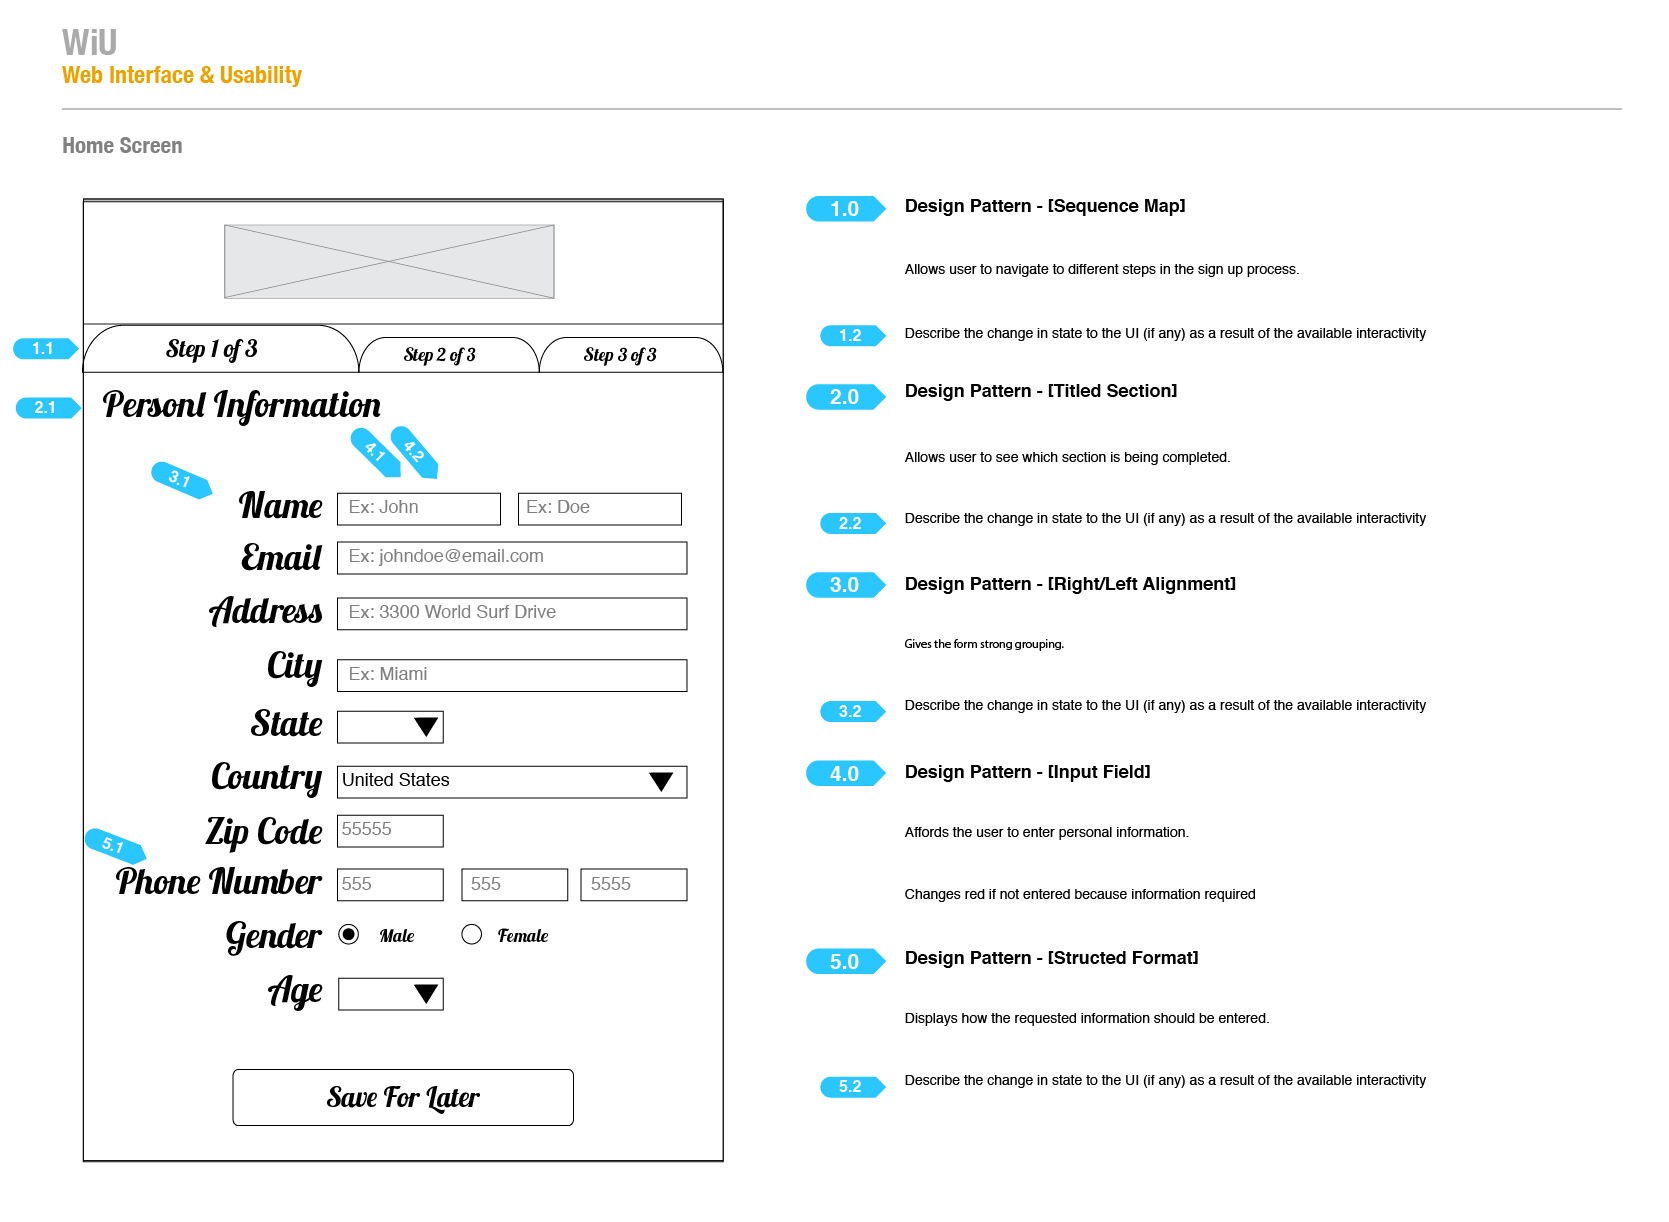 WiU
Web Interface & Usability
Home Screen
1.1
Step 1 of 3
Step 2 of 3
Step 3 of 3
2.1
Personl Information
4.1
4.2
3.1
Name
Ex: John
Ex: Doe
Email
Ex: johndoe@email.com
Address
Ex: 3300 World Surf Drive
City
Ex: Miami
State
Country
United States
Zip Code
55555
5.1
Phone Number
555
555
5555
Gender
Male
Female
Age
Save For Later
1.0
Design Pattern - [Sequence Map]
Allows user to navigate to different steps in the sign up process.
1.2
Describe the change in state to the UI (if any) as a result of the available interactivity
2.0
Design Pattern - [Titled Section]
Allows user to see which section is being completed.
2.2
Describe the change in state to the UI (if any) as a result of the available interactivity
3.0
Design Pattern - [Right/Left Alignment]
Gives the form strong grouping.
3.2
Describe the change in state to the UI (if any) as a result of the available interactivity
4.0
Design Pattern - [Input Field]
Affords the user to enter personal information.
Changes red if not entered because information required
5.0
Design Pattern - [Structed Format]
Displays how the requested information should be entered.
5.2
Describe the change in state to the UI (if any) as a result of the available interactivity